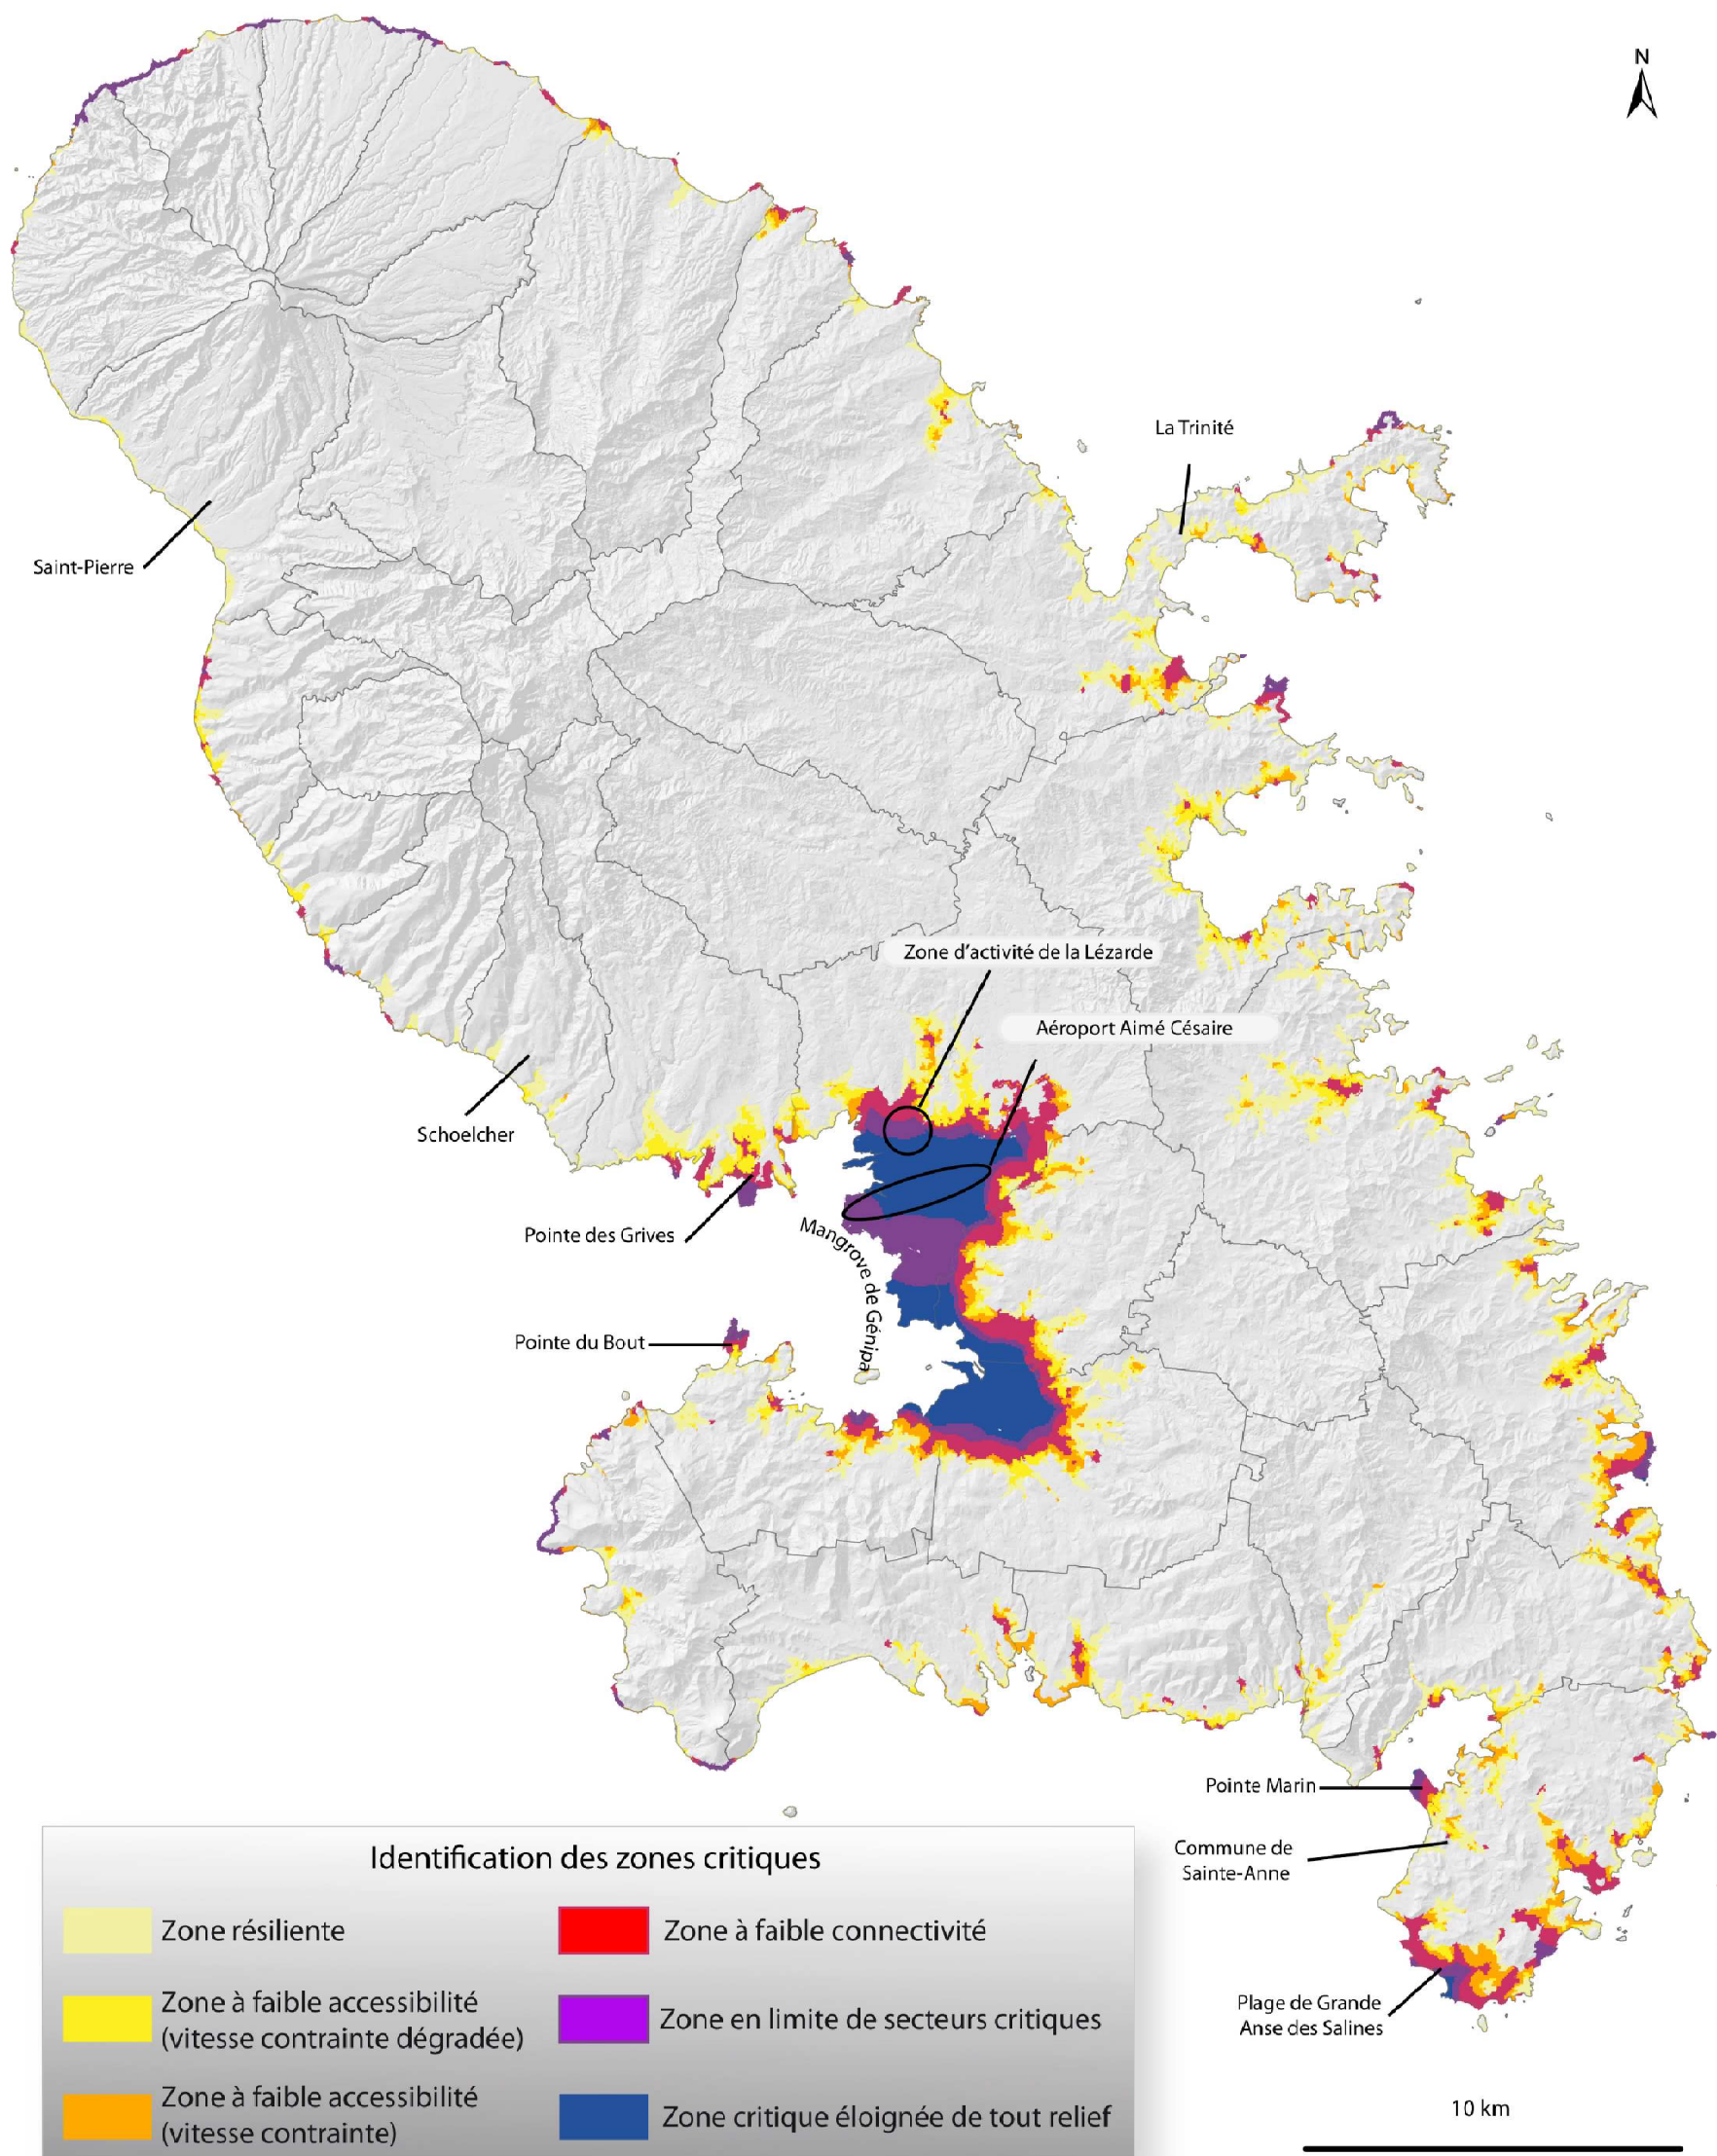 N
La Trinité
Saint-Pierre
Zone d'activité de la Lézarde
Aéroport Aimé Césaire
Schoelcher
Pointe des Grives
Mangrove de Génipa
Pointe du Bout
Pointe Marin
Commune de
Sainte-Anne
Plage de Grande
Anse des Salines
10 km
Identification des zones critiques
Zone résiliente
Zone à faible accessibilité
(vitesse contrainte dégradée)
Zone à faible accessibilité
(vitesse contrainte)
Zone à faible connectivité
Zone en limite de secteurs critiques
Zone critique éloignée de tout relief